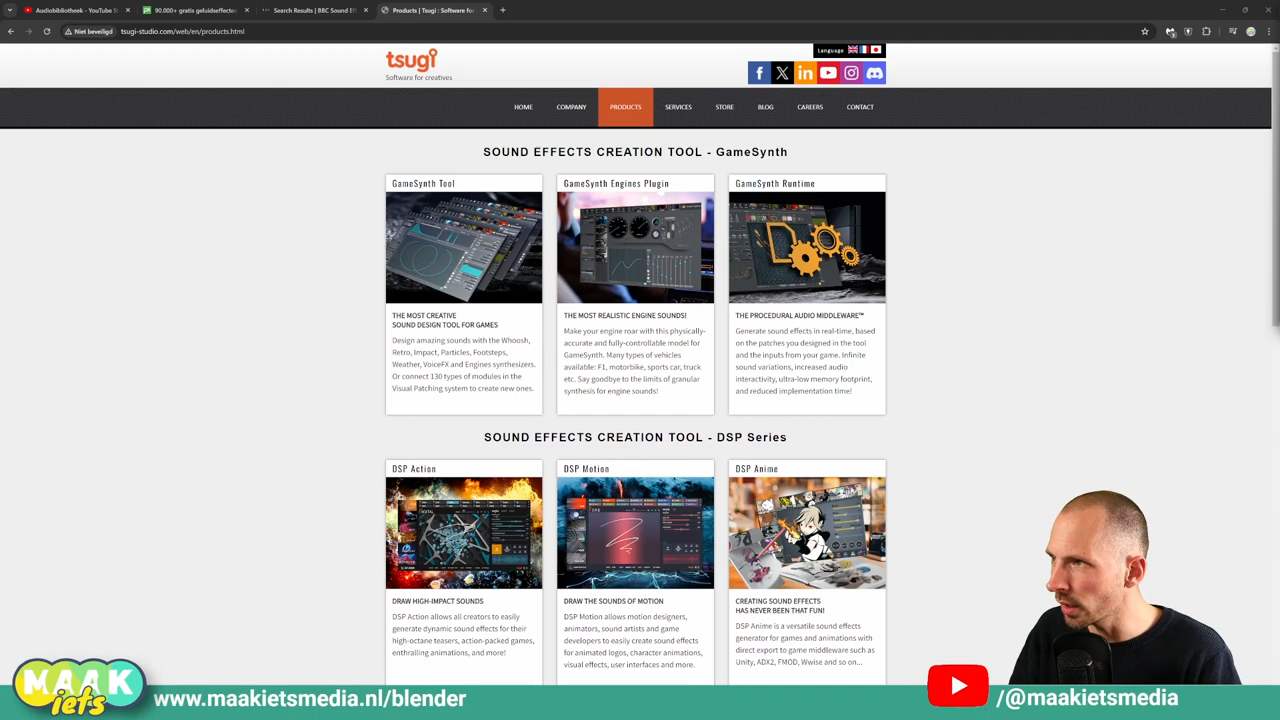 Audiobibliotheek - YouTube S
90.000+ gratis geluidseffecte
Search Results | BBC Sound Ef
Products | Tsugi : Software fo
Niet beveiligd
tsugi-studio.com/web/en/products.html
tsugi
Software for creatives
Language
HOME
COMPANY
PRODUCTS
SERVICES
STORE
BLOG
CAREERS
CONTACT
SOUND EFFECTS CREATION TOOL - GameSynth
GameSynth Tool
THE MOST CREATIVE
SOUND DESIGN TOOL FOR GAMES
Design amazing sounds with the Whoosh,
Retro, Impact, Particles, Footsteps,
Weather, VoiceFX and Engines synthesizers.
Or connect 130 types of modules in the
Visual Patching system to create new ones.
GameSynth Engines Plugin
THE MOST REALISTIC ENGINE SOUNDS!
Make your engine roar with this physically-
accurate and fully-controllable model for
GameSynth. Many types of vehicles
available: F1, motorbike, sports car, truck
etc. Say goodbye to the limits of granular
synthesis for engine sounds!
GameSynth Runtime
THE PROCEDURAL AUDIO MIDDLEWARE™
Generate sound effects in real-time, based
on the patches you designed in the tool
and the inputs from your game. Infinite
sound variations, increased audio
interactivity, ultra-low memory footprint,
and reduced implementation time!
SOUND EFFECTS CREATION TOOL - DSP Series
DSP Action
DRAW HIGH-IMPACT SOUNDS
DSP Action allows all creators to easily
generate dynamic sound effects for their
high-octane teasers, action-packed games,
enthralling animations, and more!
DSP Motion
DRAW THE SOUNDS OF MOTION
DSP Motion allows motion designers,
animators, sound artists and game
developers to easily create sound effects
for animated logos, character animations,
visual effects, user interfaces and more.
DSP Anime
CREATING SOUND EFFECTS
HAS NEVER BEEN THAT FUN!
DSP Anime is a versatile sound effects
generator for games and animations with
direct export to game middleware such as
Unity, ADX2, FMOD, Wwise and so on...
MAAK
iets
www.maakietsmedia.nl/blender
/@maakietsmedia